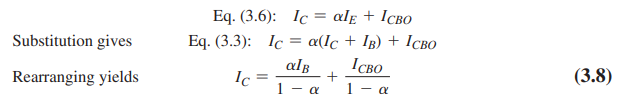 Eq. (3.6): I_C = αI_E + I_CBO
Substitution gives Eq. (3.3): I_C = α(I_C + I_B) + I_CBO
Rearranging yields I_C = αI_B / (1 − α) + I_CBO / (1 − α) (3.8)